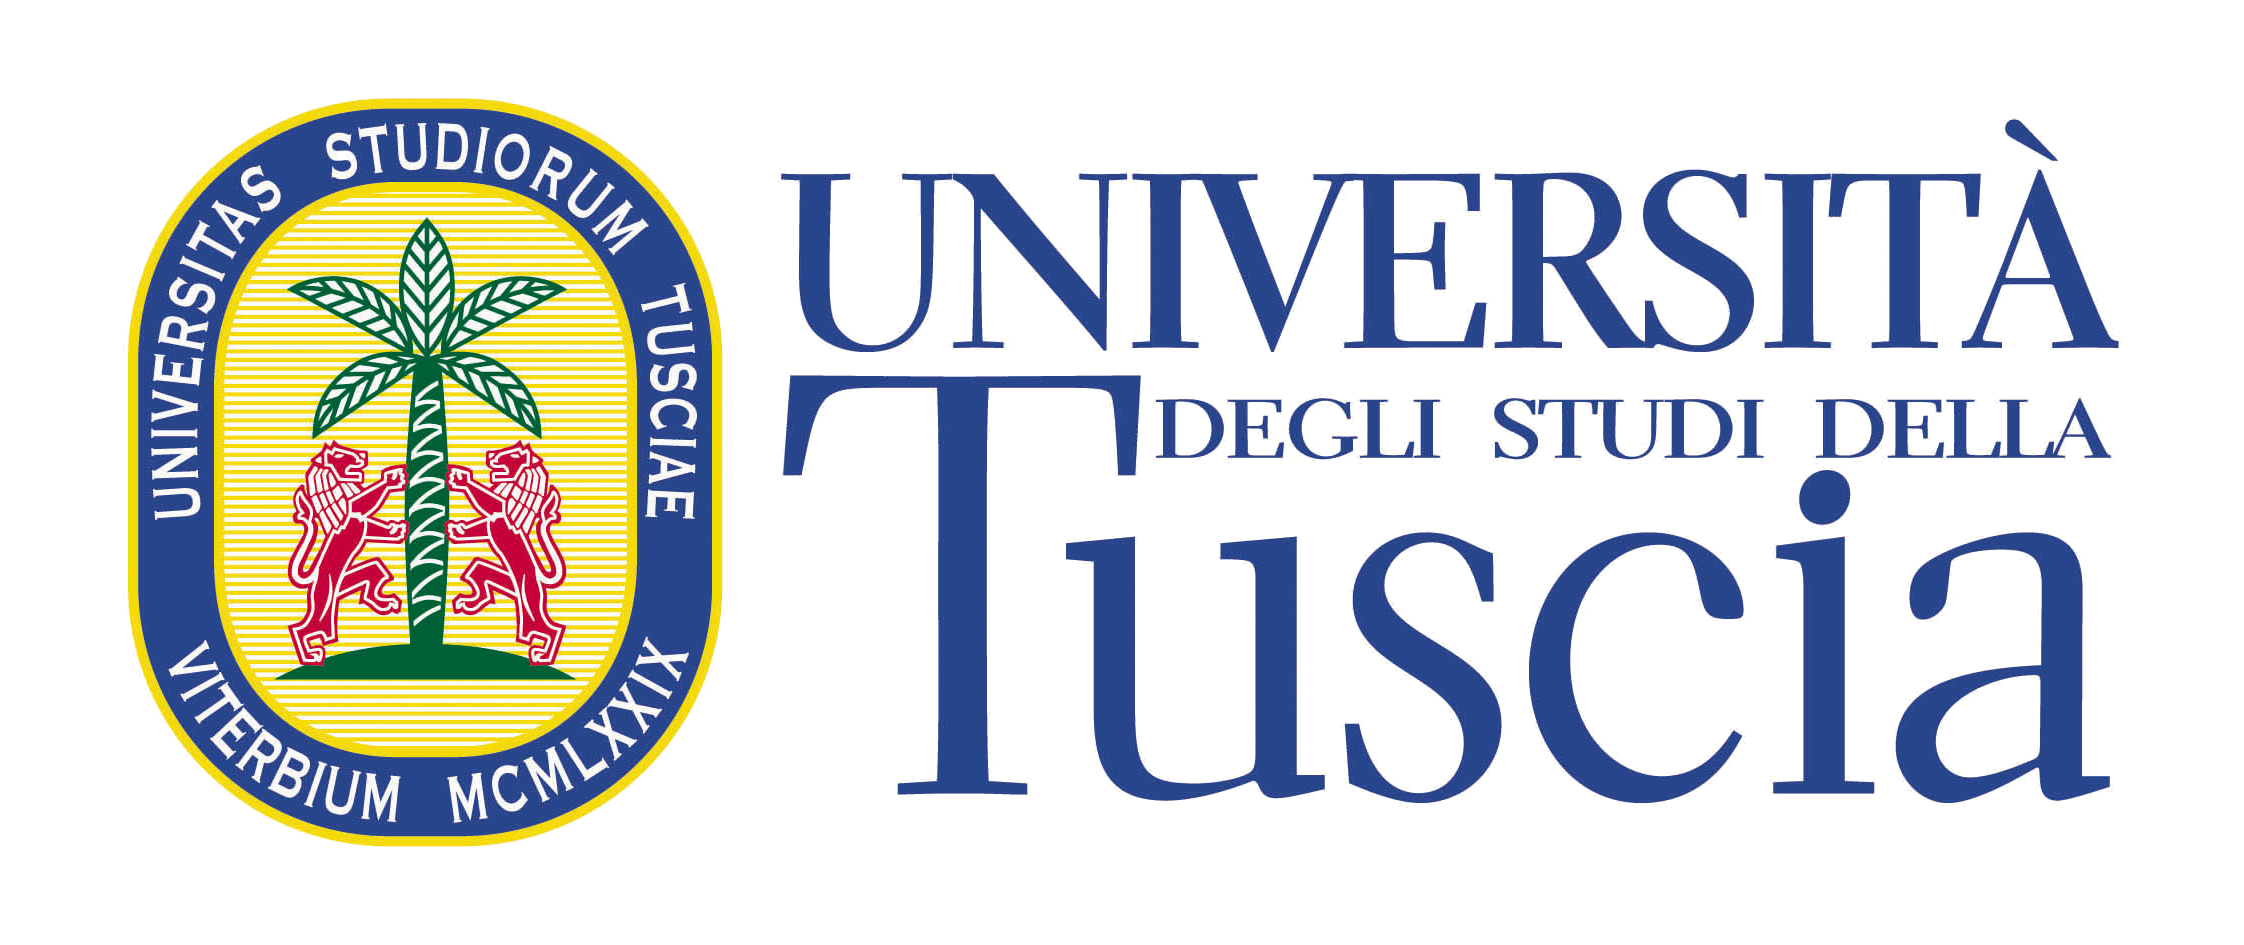 UNIVERSITAS STUDIORUM TUSCIAE
VITERBIUM MCMLXXIX
UNIVERSITÀ
DEGLI STUDI DELLA
Tuscia